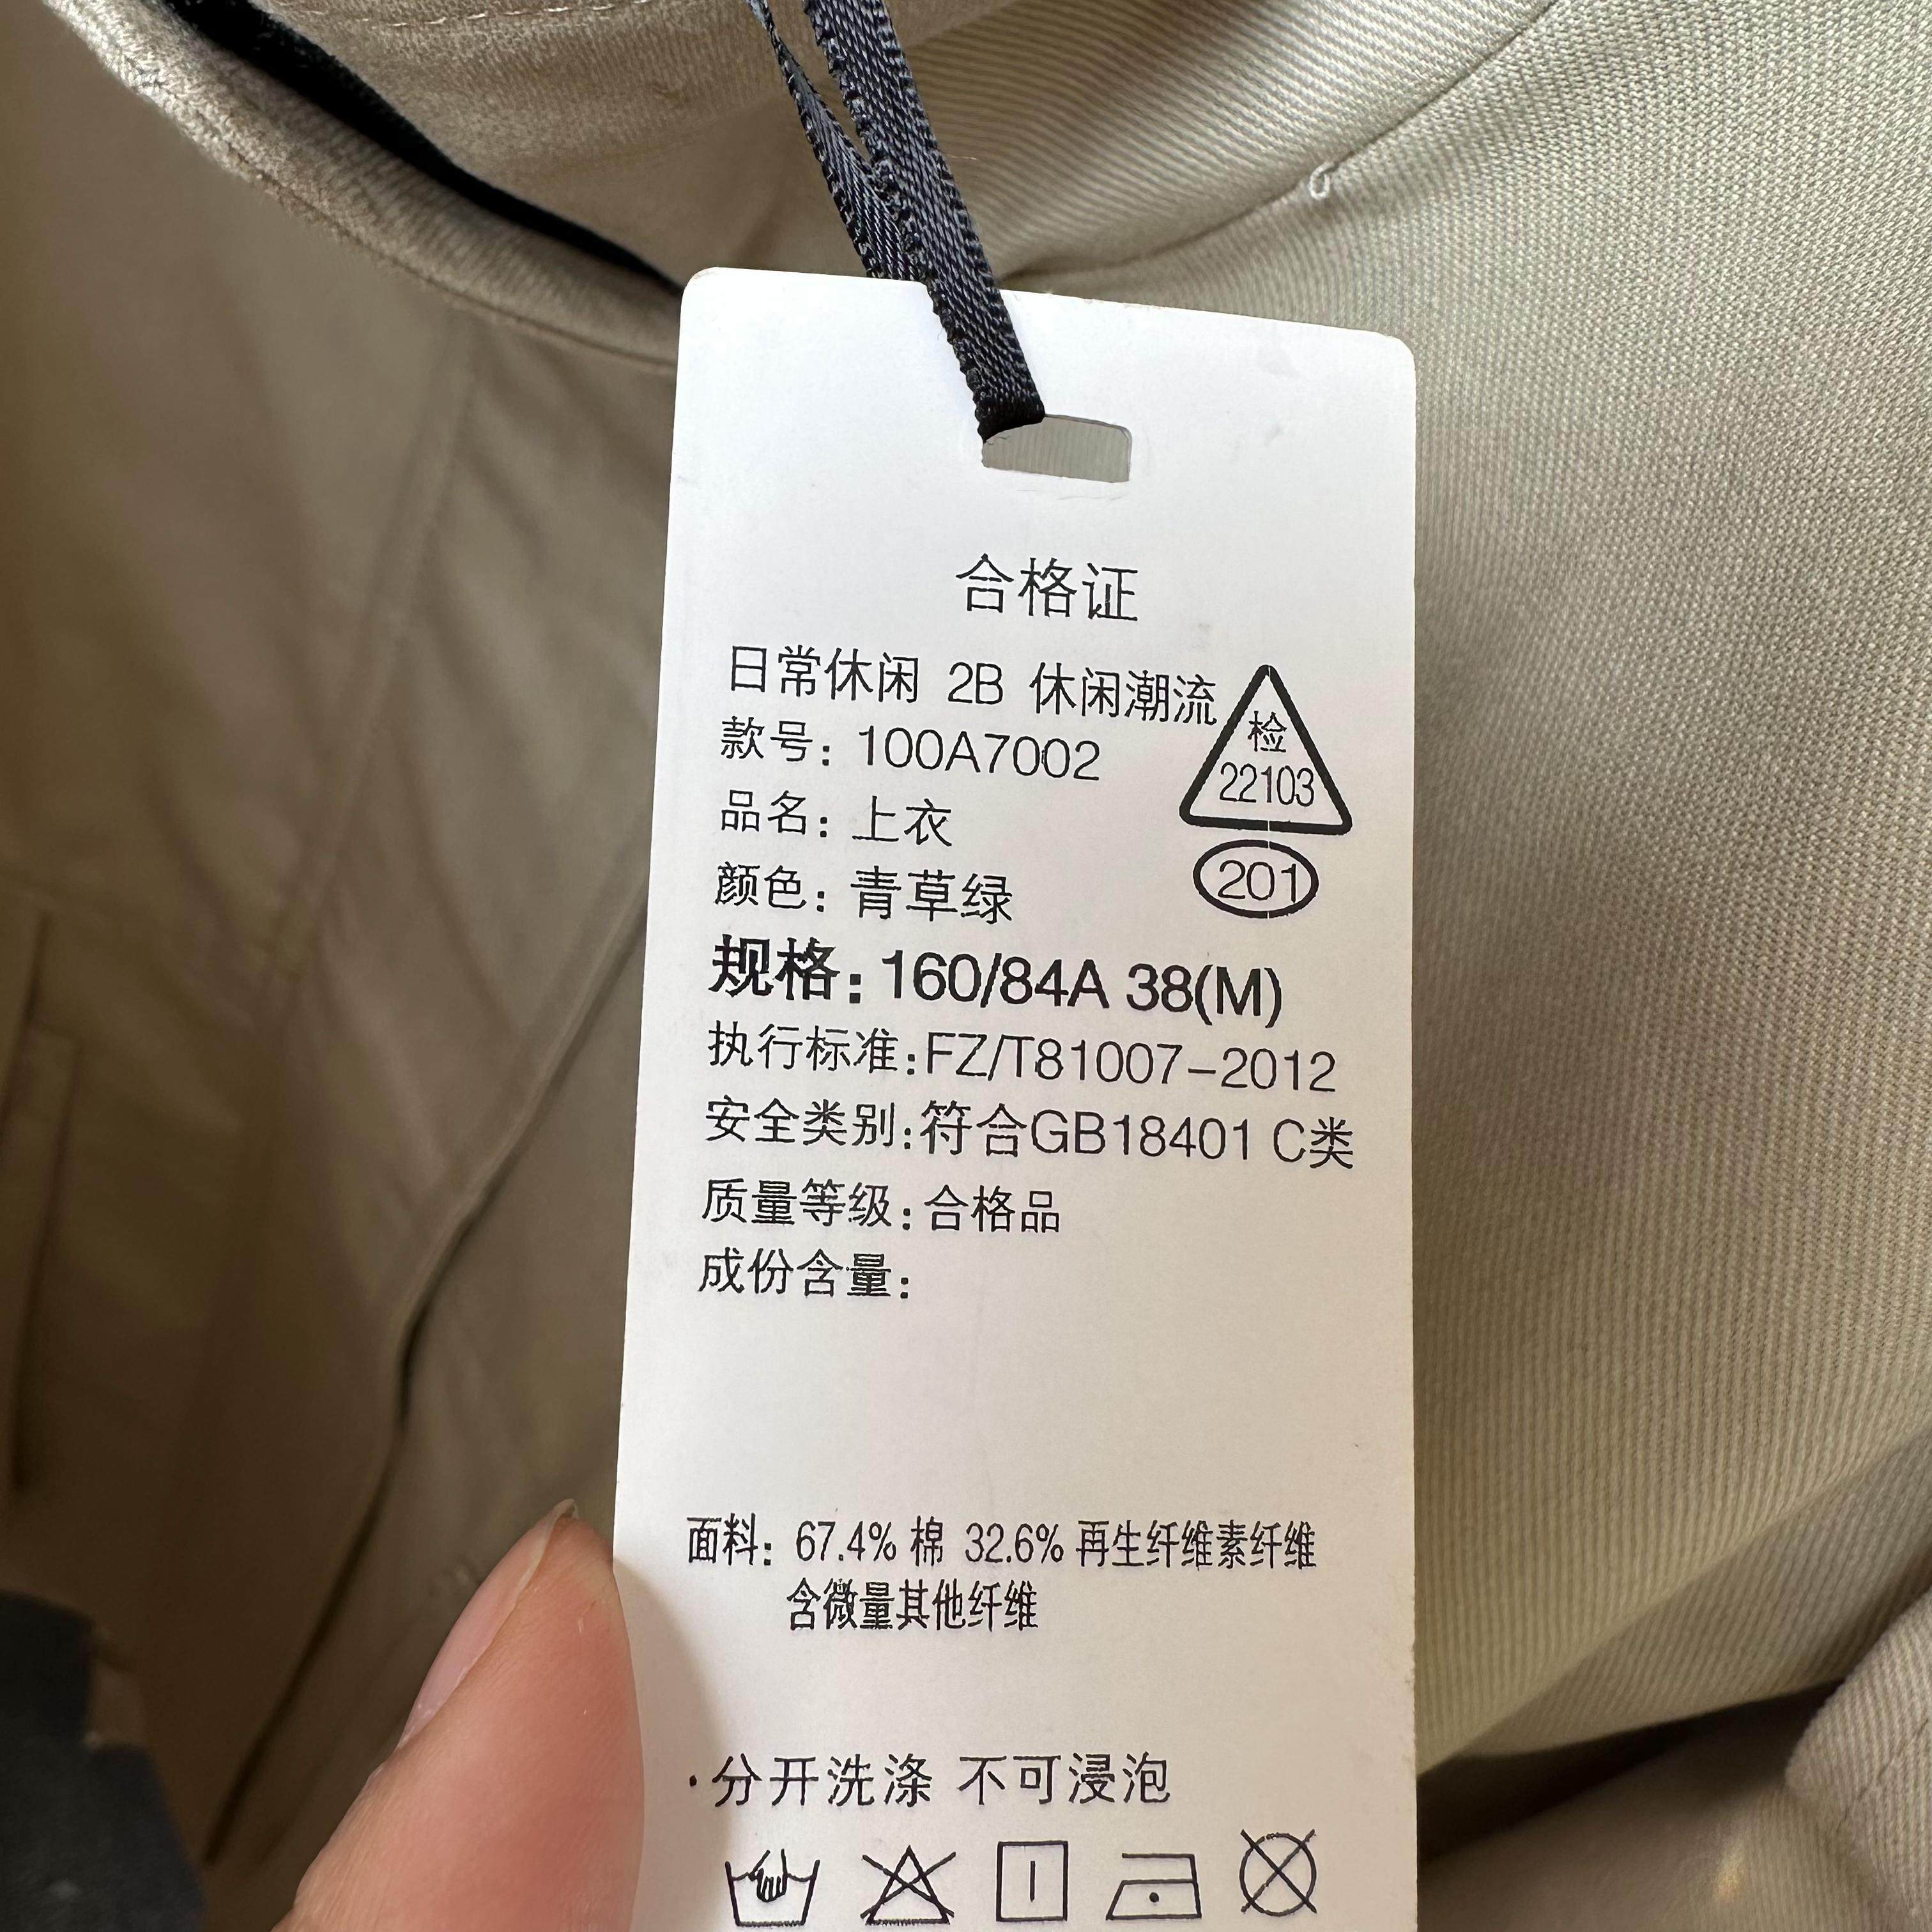 合格证
日常休闲 2B 休闲潮流
检
22103
201
款号：100A7002
品名：上衣
颜色：青草绿
规格：160/84A 38(M)
执行标准：FZ/T81007-2012
安全类别：符合GB18401 C类
质量等级：合格品
成份含量：
面料：67.4% 棉 32.6% 再生纤维素纤维
含微量其他纤维
·分开洗涤 不可浸泡